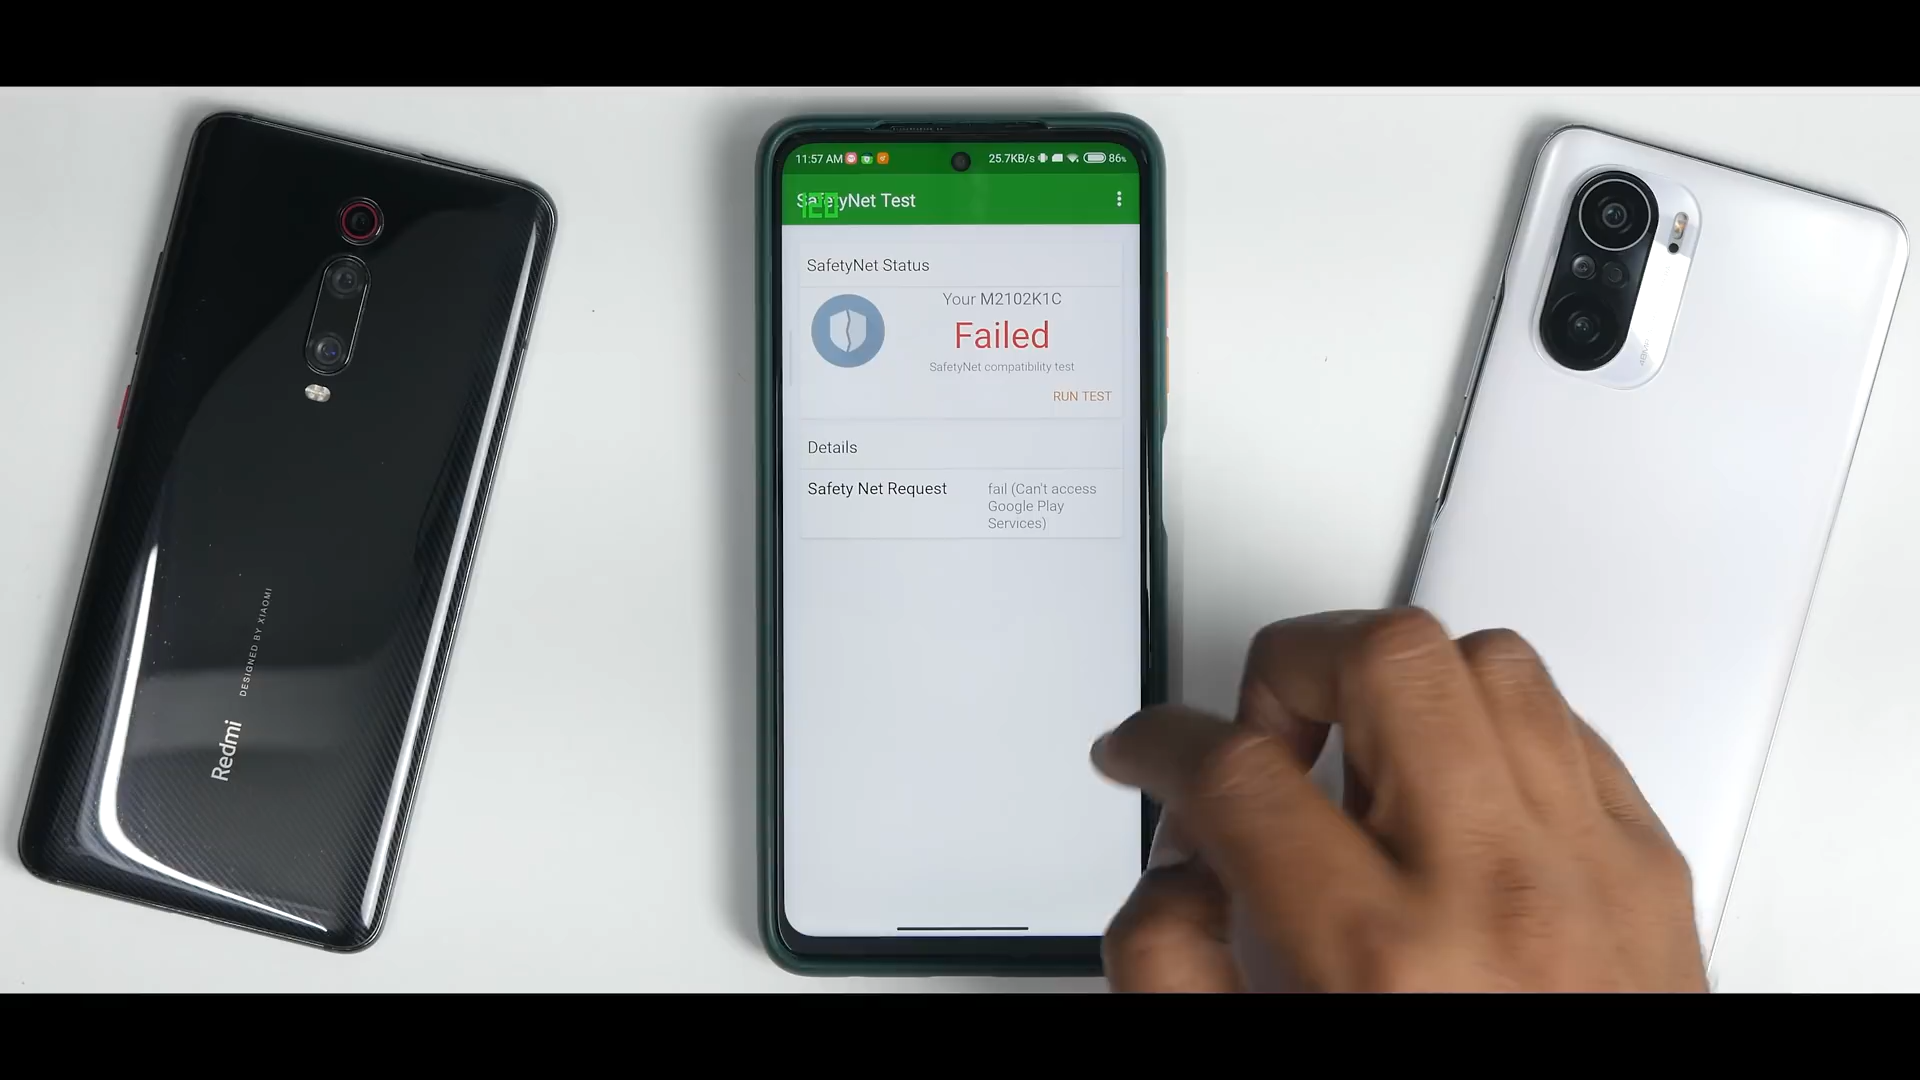 11:57 AM
25.7KB/s
86%
120
SafetyNet Test
SafetyNet Status
Your M2102K1C
Failed
SafetyNet compatibility test
RUN TEST
Details
Safety Net Request
fail (Can't access
Google Play
Services)
Redmi
DESIGNED BY XIAOMI